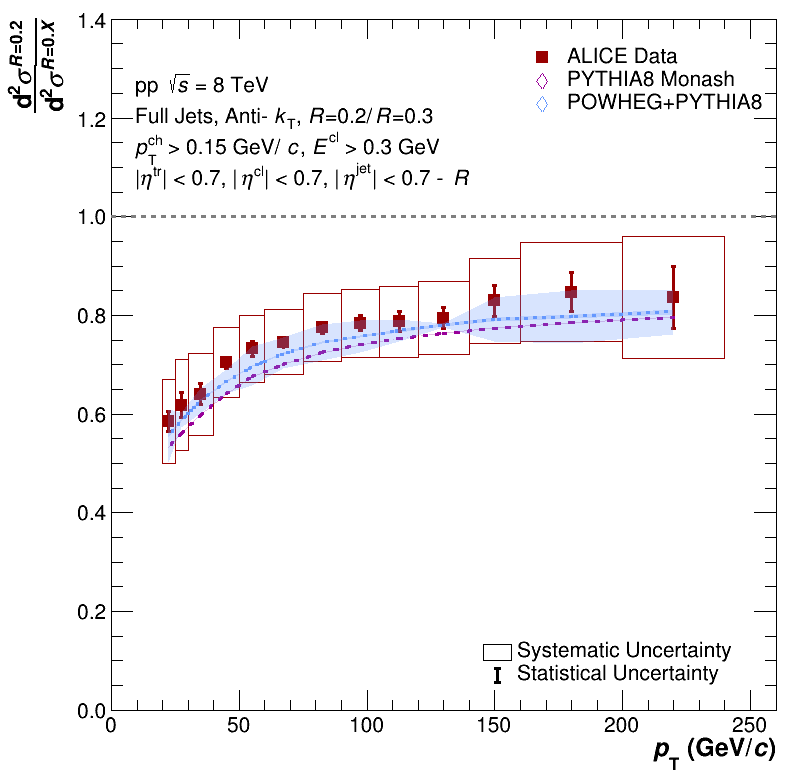 d²σ^R=0.2
d²σ^R=0.X
1.4
1.2
1.0
0.8
0.6
0.4
0.2
0.0
ALICE Data
PYTHIA8 Monash
POWHEG+PYTHIA8
pp √s = 8 TeV
Full Jets, Anti- k_T, R=0.2/ R=0.3
p_T^ch > 0.15 GeV/ c, E^cl > 0.3 GeV
|η^tr| < 0.7, | η^cl| < 0.7, | η^jet| < 0.7 - R
Systematic Uncertainty
Statistical Uncertainty
0 50 100 150 200 250
p_T (GeV/c)